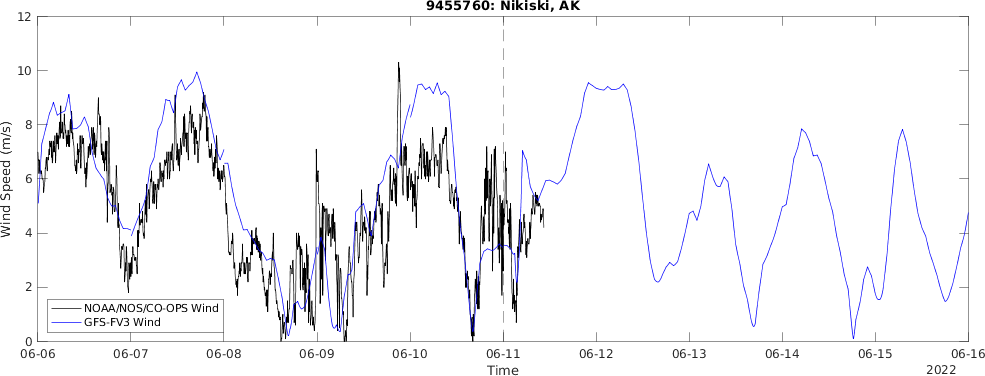 9455760: Nikiski, AK
Wind Speed (m/s)
12
10
8
6
4
2
0
NOAA/NOS/CO-OPS Wind
GFS-FV3 Wind
06-06 06-07 06-08 06-09 06-10 06-11 06-12 06-13 06-14 06-15 06-16
Time
2022